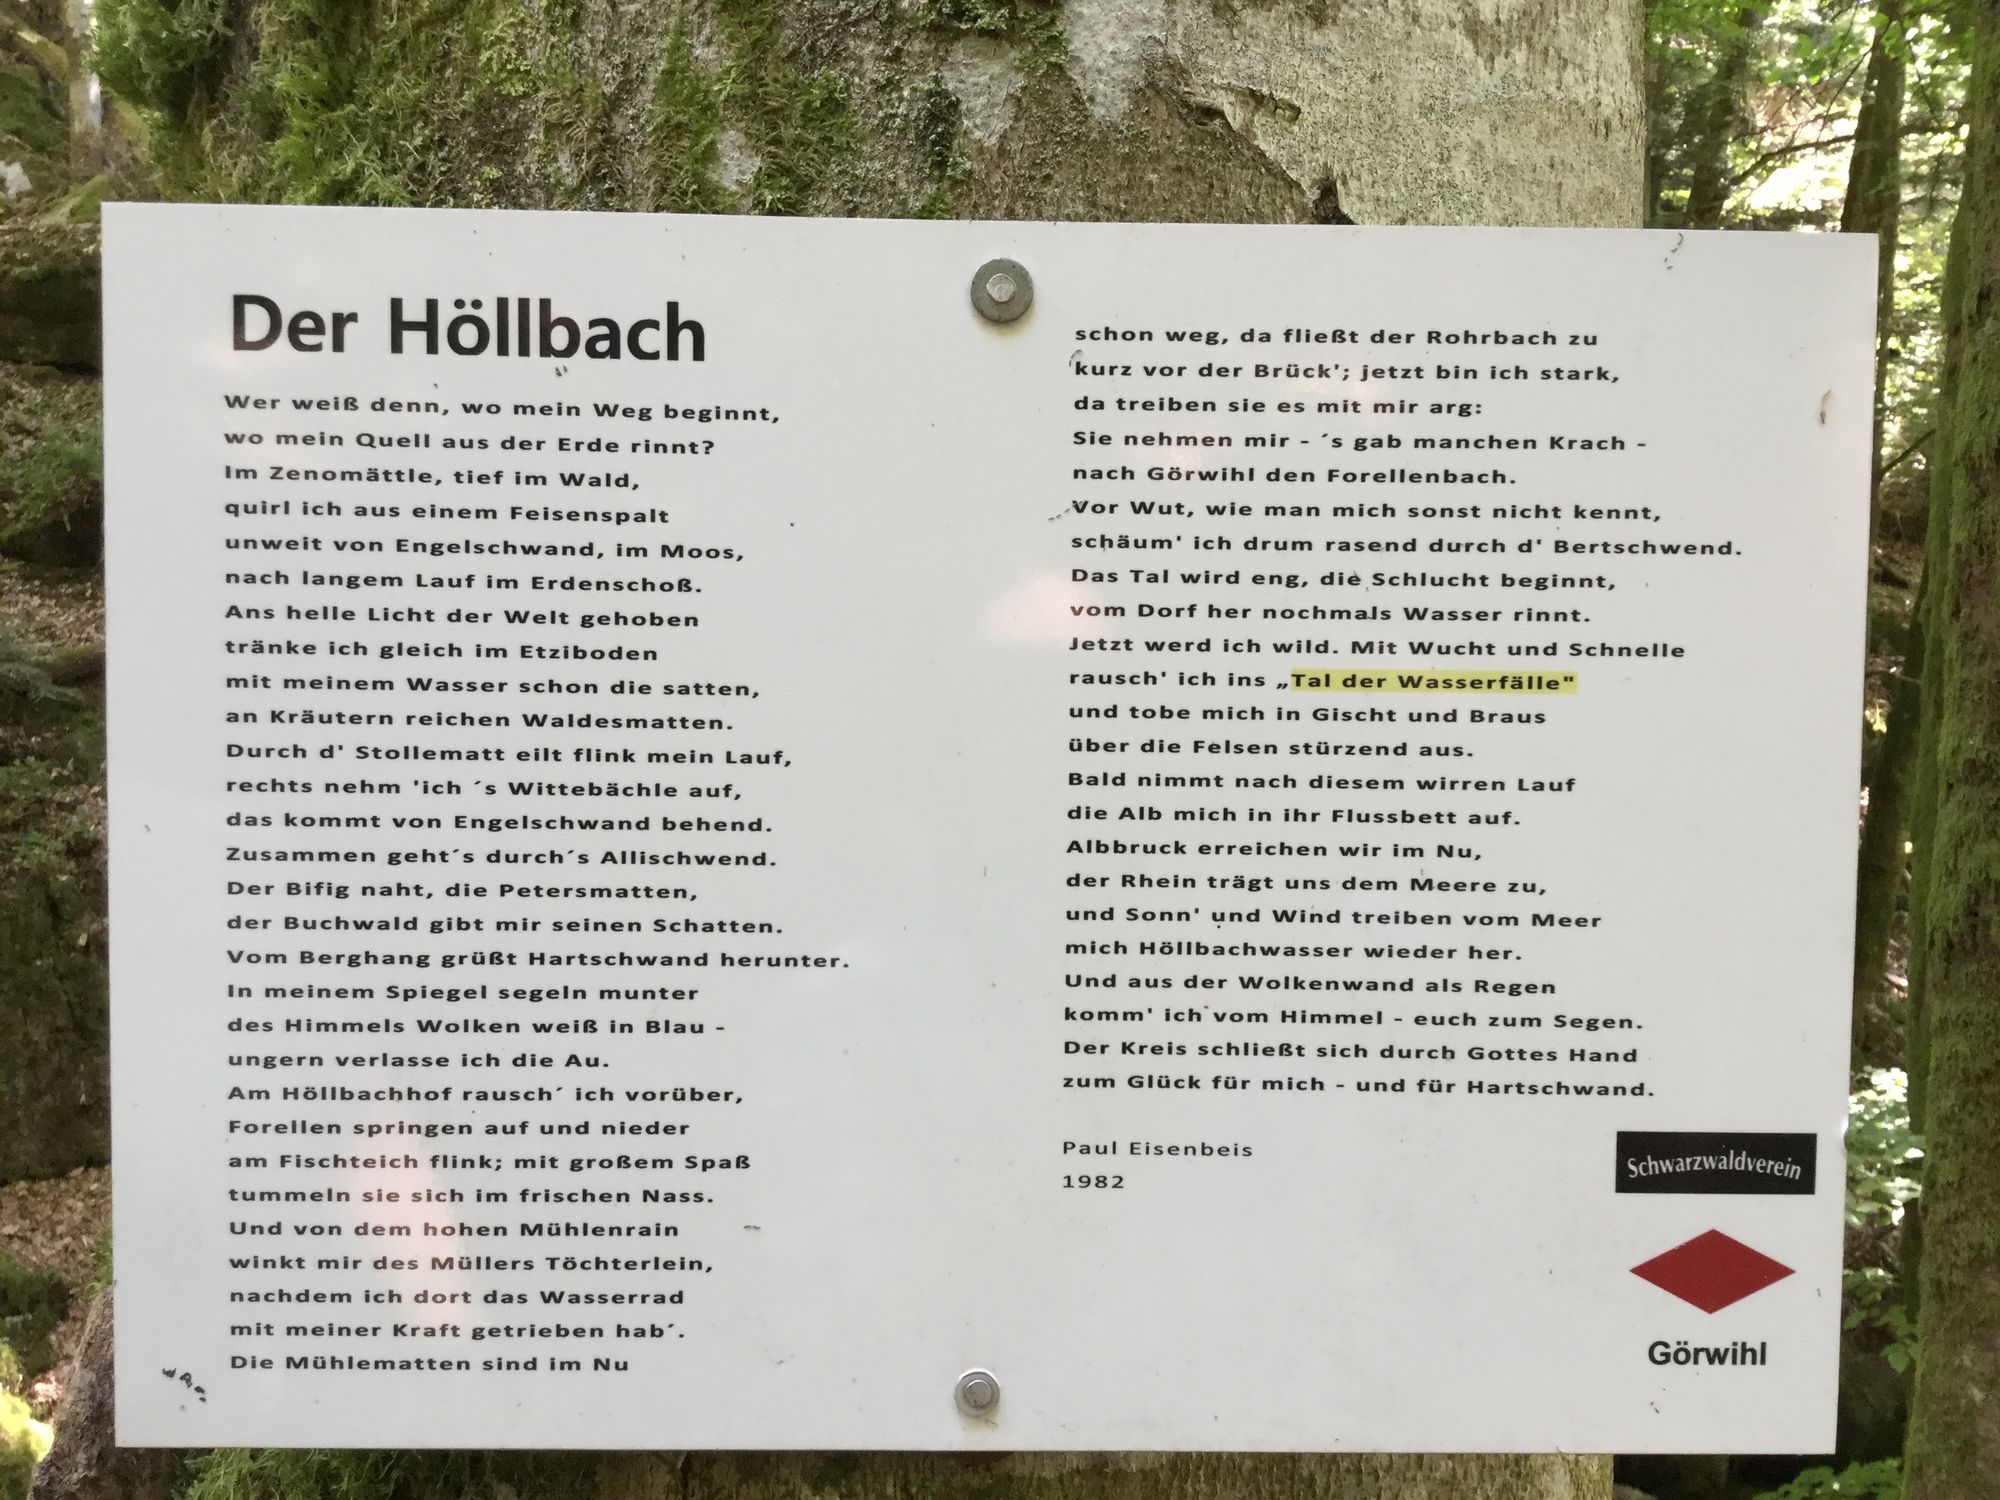 Der Höllbach
Wer weiß denn, wo mein Weg beginnt,
wo mein Quell aus der Erde rinnt?
Im Zenomättle, tief im Wald,
quirl ich aus einem Feisenspalt
unweit von Engelschwand, im Moos,
nach langem Lauf im Erdenschoß.
Ans helle Licht der Welt gehoben
tränke ich gleich im Etziboden
mit meinem Wasser schon die satten,
an Kräutern reichen Waldesmatten.
Durch d' Stollematt eilt flink mein Lauf,
rechts nehm 'ich ´s Wittebächle auf,
das kommt von Engelschwand behend.
Zusammen geht´s durch´s Allischwend.
Der Bifig naht, die Petersmatten,
der Buchwald gibt mir seinen Schatten.
Vom Berghang grüßt Hartschwand herunter.
In meinem Spiegel segeln munter
des Himmels Wolken weiß in Blau -
ungern verlasse ich die Au.
Am Höllbachhof rausch´ ich vorüber,
Forellen springen auf und nieder
am Fischteich flink; mit großem Spaß
tummeln sie sich im frischen Nass.
Und von dem hohen Mühlenrain
winkt mir des Müllers Töchterlein,
nachdem ich dort das Wasserrad
mit meiner Kraft getrieben hab´.
Die Mühlematten sind im Nu
schon weg, da fließt der Rohrbach zu
kurz vor der Brück'; jetzt bin ich stark,
da treiben sie es mit mir arg:
Sie nehmen mir - ´s gab manchen Krach -
nach Görwihl den Forellenbach.
Vor Wut, wie man mich sonst nicht kennt,
schäum' ich drum rasend durch d' Bertschwend.
Das Tal wird eng, die Schlucht beginnt,
vom Dorf her nochmals Wasser rinnt.
Jetzt werd ich wild. Mit Wucht und Schnelle
rausch' ich ins „Tal der Wasserfälle"
und tobe mich in Gischt und Braus
über die Felsen stürzend aus.
Bald nimmt nach diesem wirren Lauf
die Alb mich in ihr Flussbett auf.
Albbruck erreichen wir im Nu,
der Rhein trägt uns dem Meere zu,
und Sonn' und Wind treiben vom Meer
mich Höllbachwasser wieder her.
Und aus der Wolkenwand als Regen
komm' ich vom Himmel - euch zum Segen.
Der Kreis schließt sich durch Gottes Hand
zum Glück für mich - und für Hartschwand.
Paul Eisenbeis
1982
Schwarzwaldverein
Görwihl